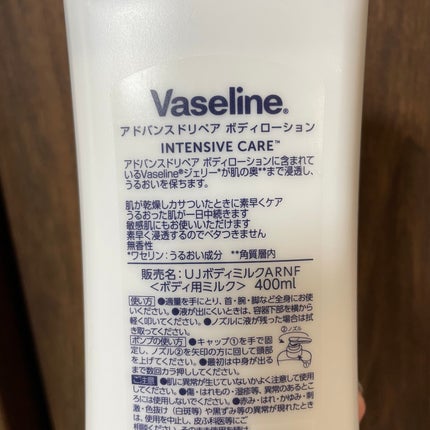 Vaseline®
アドバンスドリペア ボディローション
INTENSIVE CARE™
アドバンスドリペア ボディローションに含まれて
いるVaseline®ジェリー*が肌の奥**まで浸透し、
うるおいを保ちます。
肌が乾燥しカサついたときに素早くケア
うるおった肌が一日中続きます
敏感肌にもお使いいただけます
素早く浸透するのでベタつきません
無香性
*ワセリン：うるおい成分 **角質層内
販売名：UJボディミルクARNF
<ボディ用ミルク> 400ml
使い方 ●適量を手にとり、首・腕・脚など全身にお使
いください。●液が出にくいときは、容器下部を横から
軽く叩いてください。●ノズルに液が残った場合は拭
き取ってください。
②ノズル
ポンプの使い方 ●キャップ①を手で固
定し、ノズル②を矢印の方に回して頭部
を上げてください。●最初は中身が出る
まで数回カラ押ししてください。
ご注意 ●肌に異常が生じていないかよく注意して使用
してください。●傷・はれもの・湿疹等、異常のあるところ
には使用しないでください。●赤み・はれ・かゆみ・刺
激・色抜け（白斑等）や黒ずみ等の異常が現れたとき
は、使用を中止し、皮ふ科医等にご
相談ください。